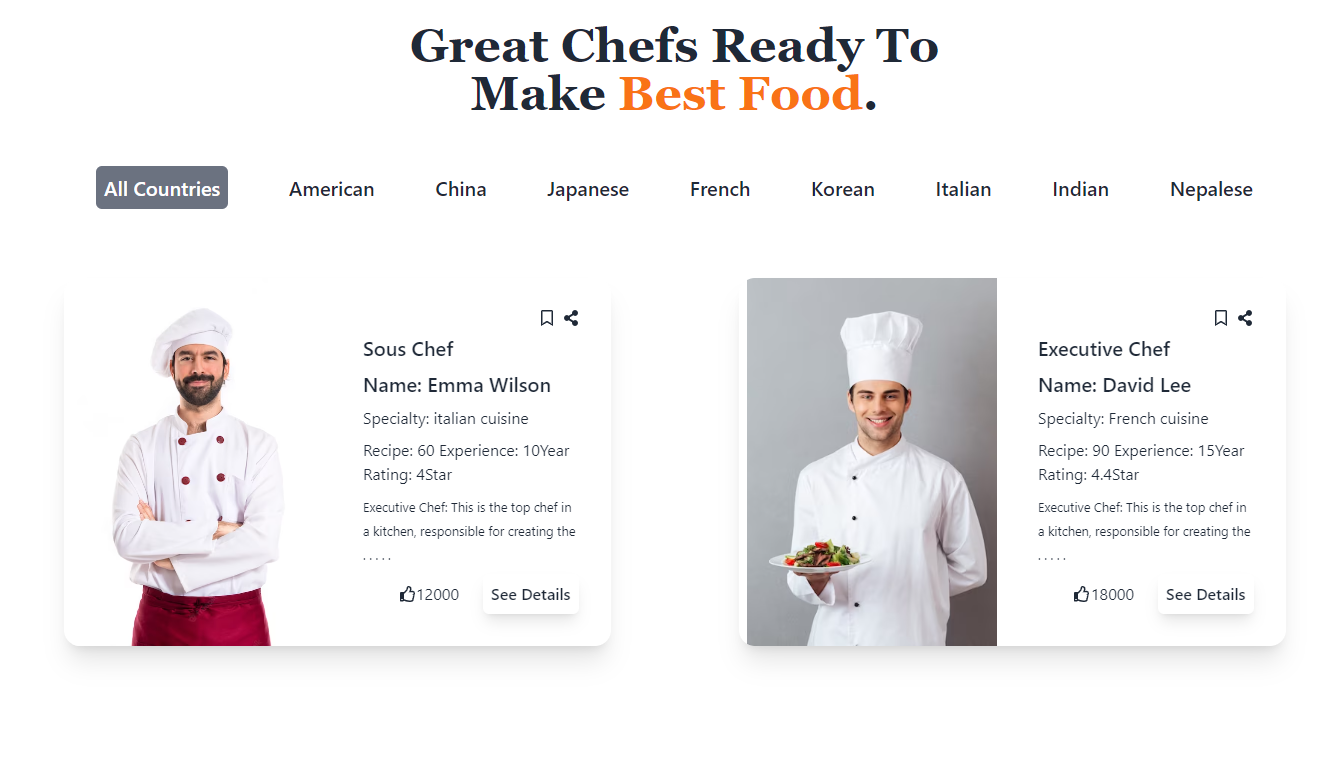 Great Chefs Ready To
Make Best Food.
All Countries American China Japanese French Korean Italian Indian Nepalese
Sous Chef
Name: Emma Wilson
Specialty: italian cuisine
Recipe: 60 Experience: 10Year
Rating: 4Star
Executive Chef: This is the top chef in
a kitchen, responsible for creating the
. . . . .
12000 See Details
Executive Chef
Name: David Lee
Specialty: French cuisine
Recipe: 90 Experience: 15Year
Rating: 4.4Star
Executive Chef: This is the top chef in
a kitchen, responsible for creating the
. . . . .
18000 See Details